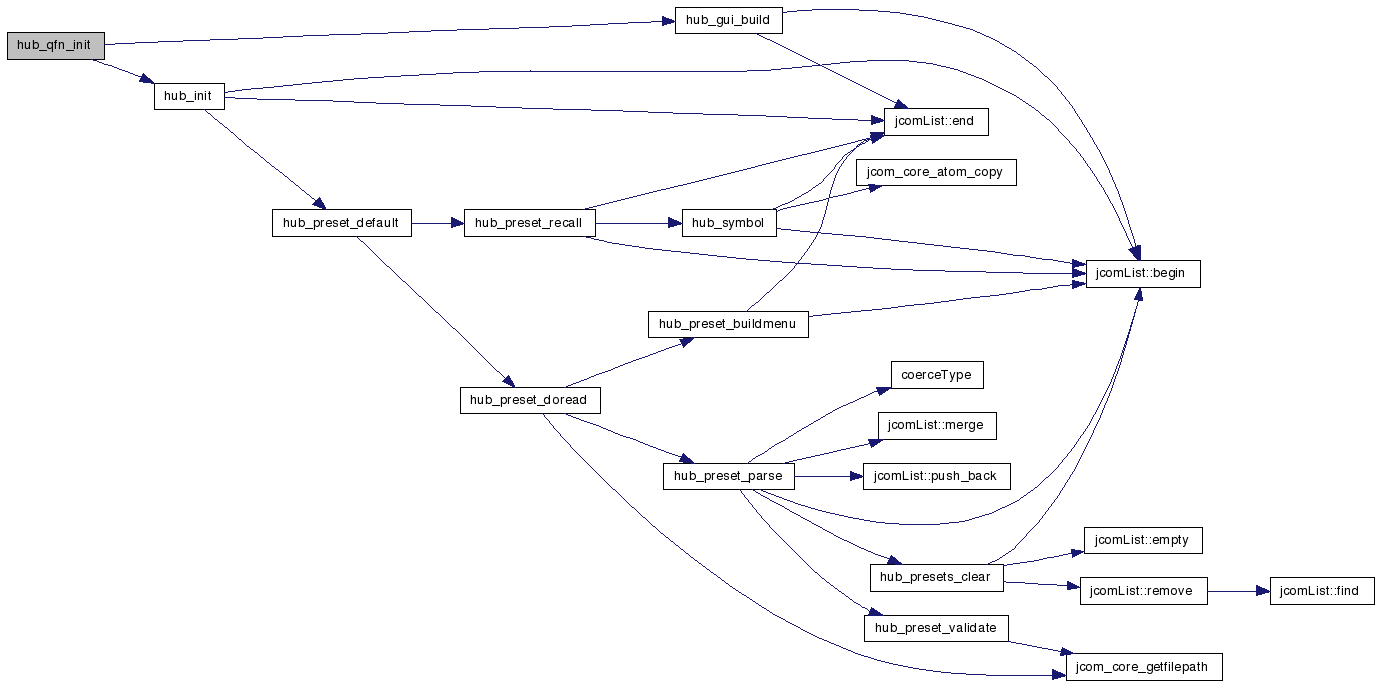 hub_gui_build
hub_qfn_init
hub_init
jcomList::end
jcom_core_atom_copy
hub_preset_default
hub_preset_recall
hub_symbol
jcomList::begin
hub_preset_buildmenu
coerceType
hub_preset_doread
jcomList::merge
hub_preset_parse
jcomList::push_back
jcomList::empty
hub_presets_clear
jcomList::remove
jcomList::find
hub_preset_validate
jcom_core_getfilepath